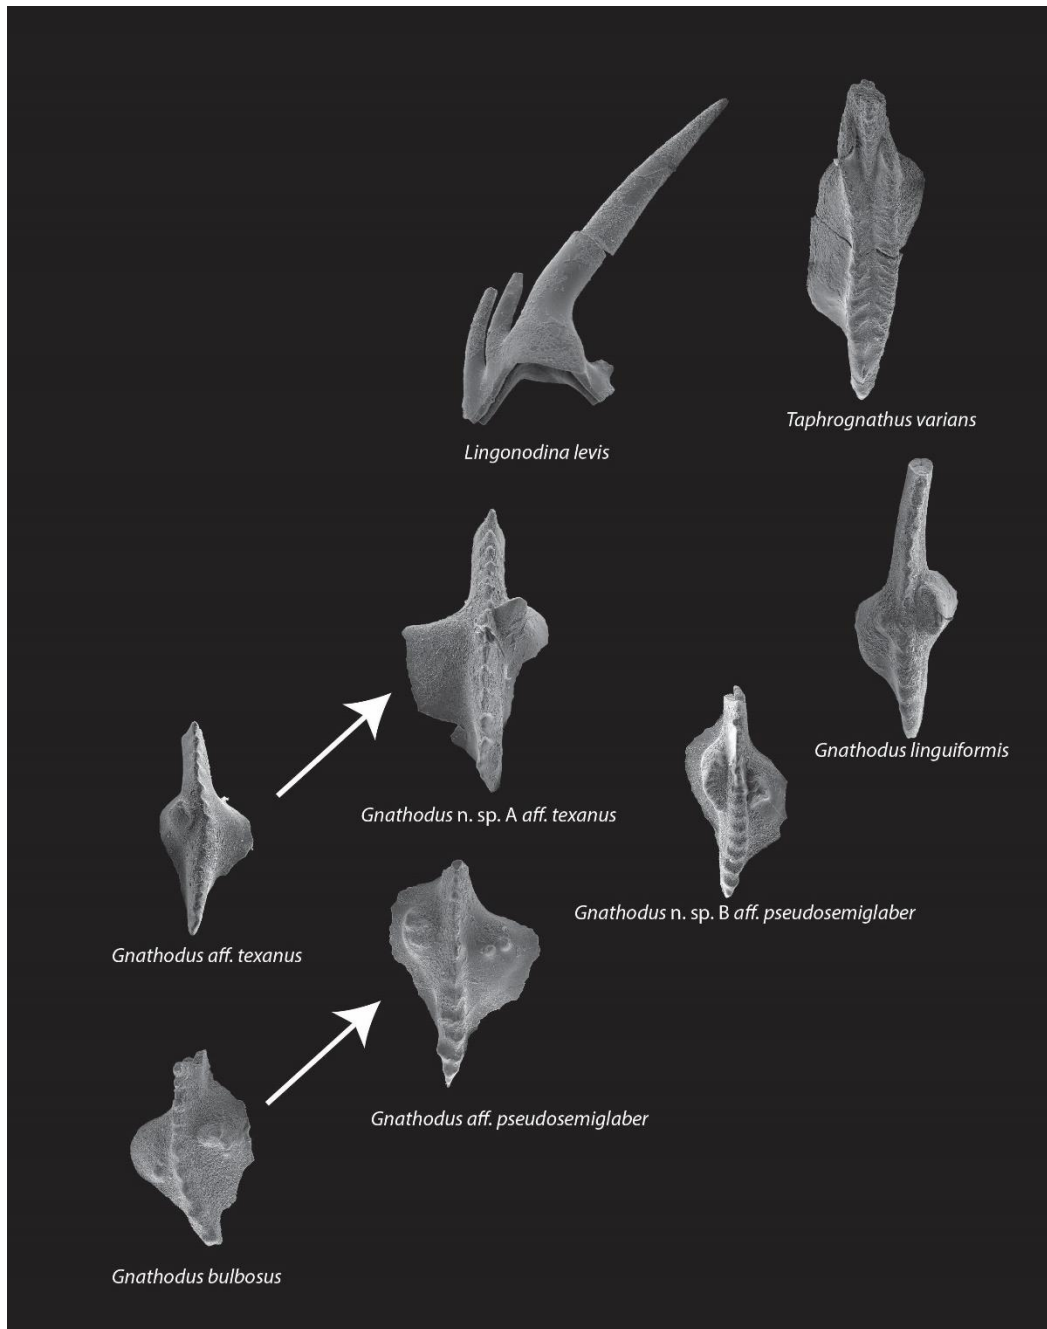 Taphrognathus varians
Lingonodina levis
Gnathodus linguiformis
Gnathodus n. sp. A aff. texanus
Gnathodus n. sp. B aff. pseudosemiglaber
Gnathodus aff. texanus
Gnathodus aff. pseudosemiglaber
Gnathodus bulbosus